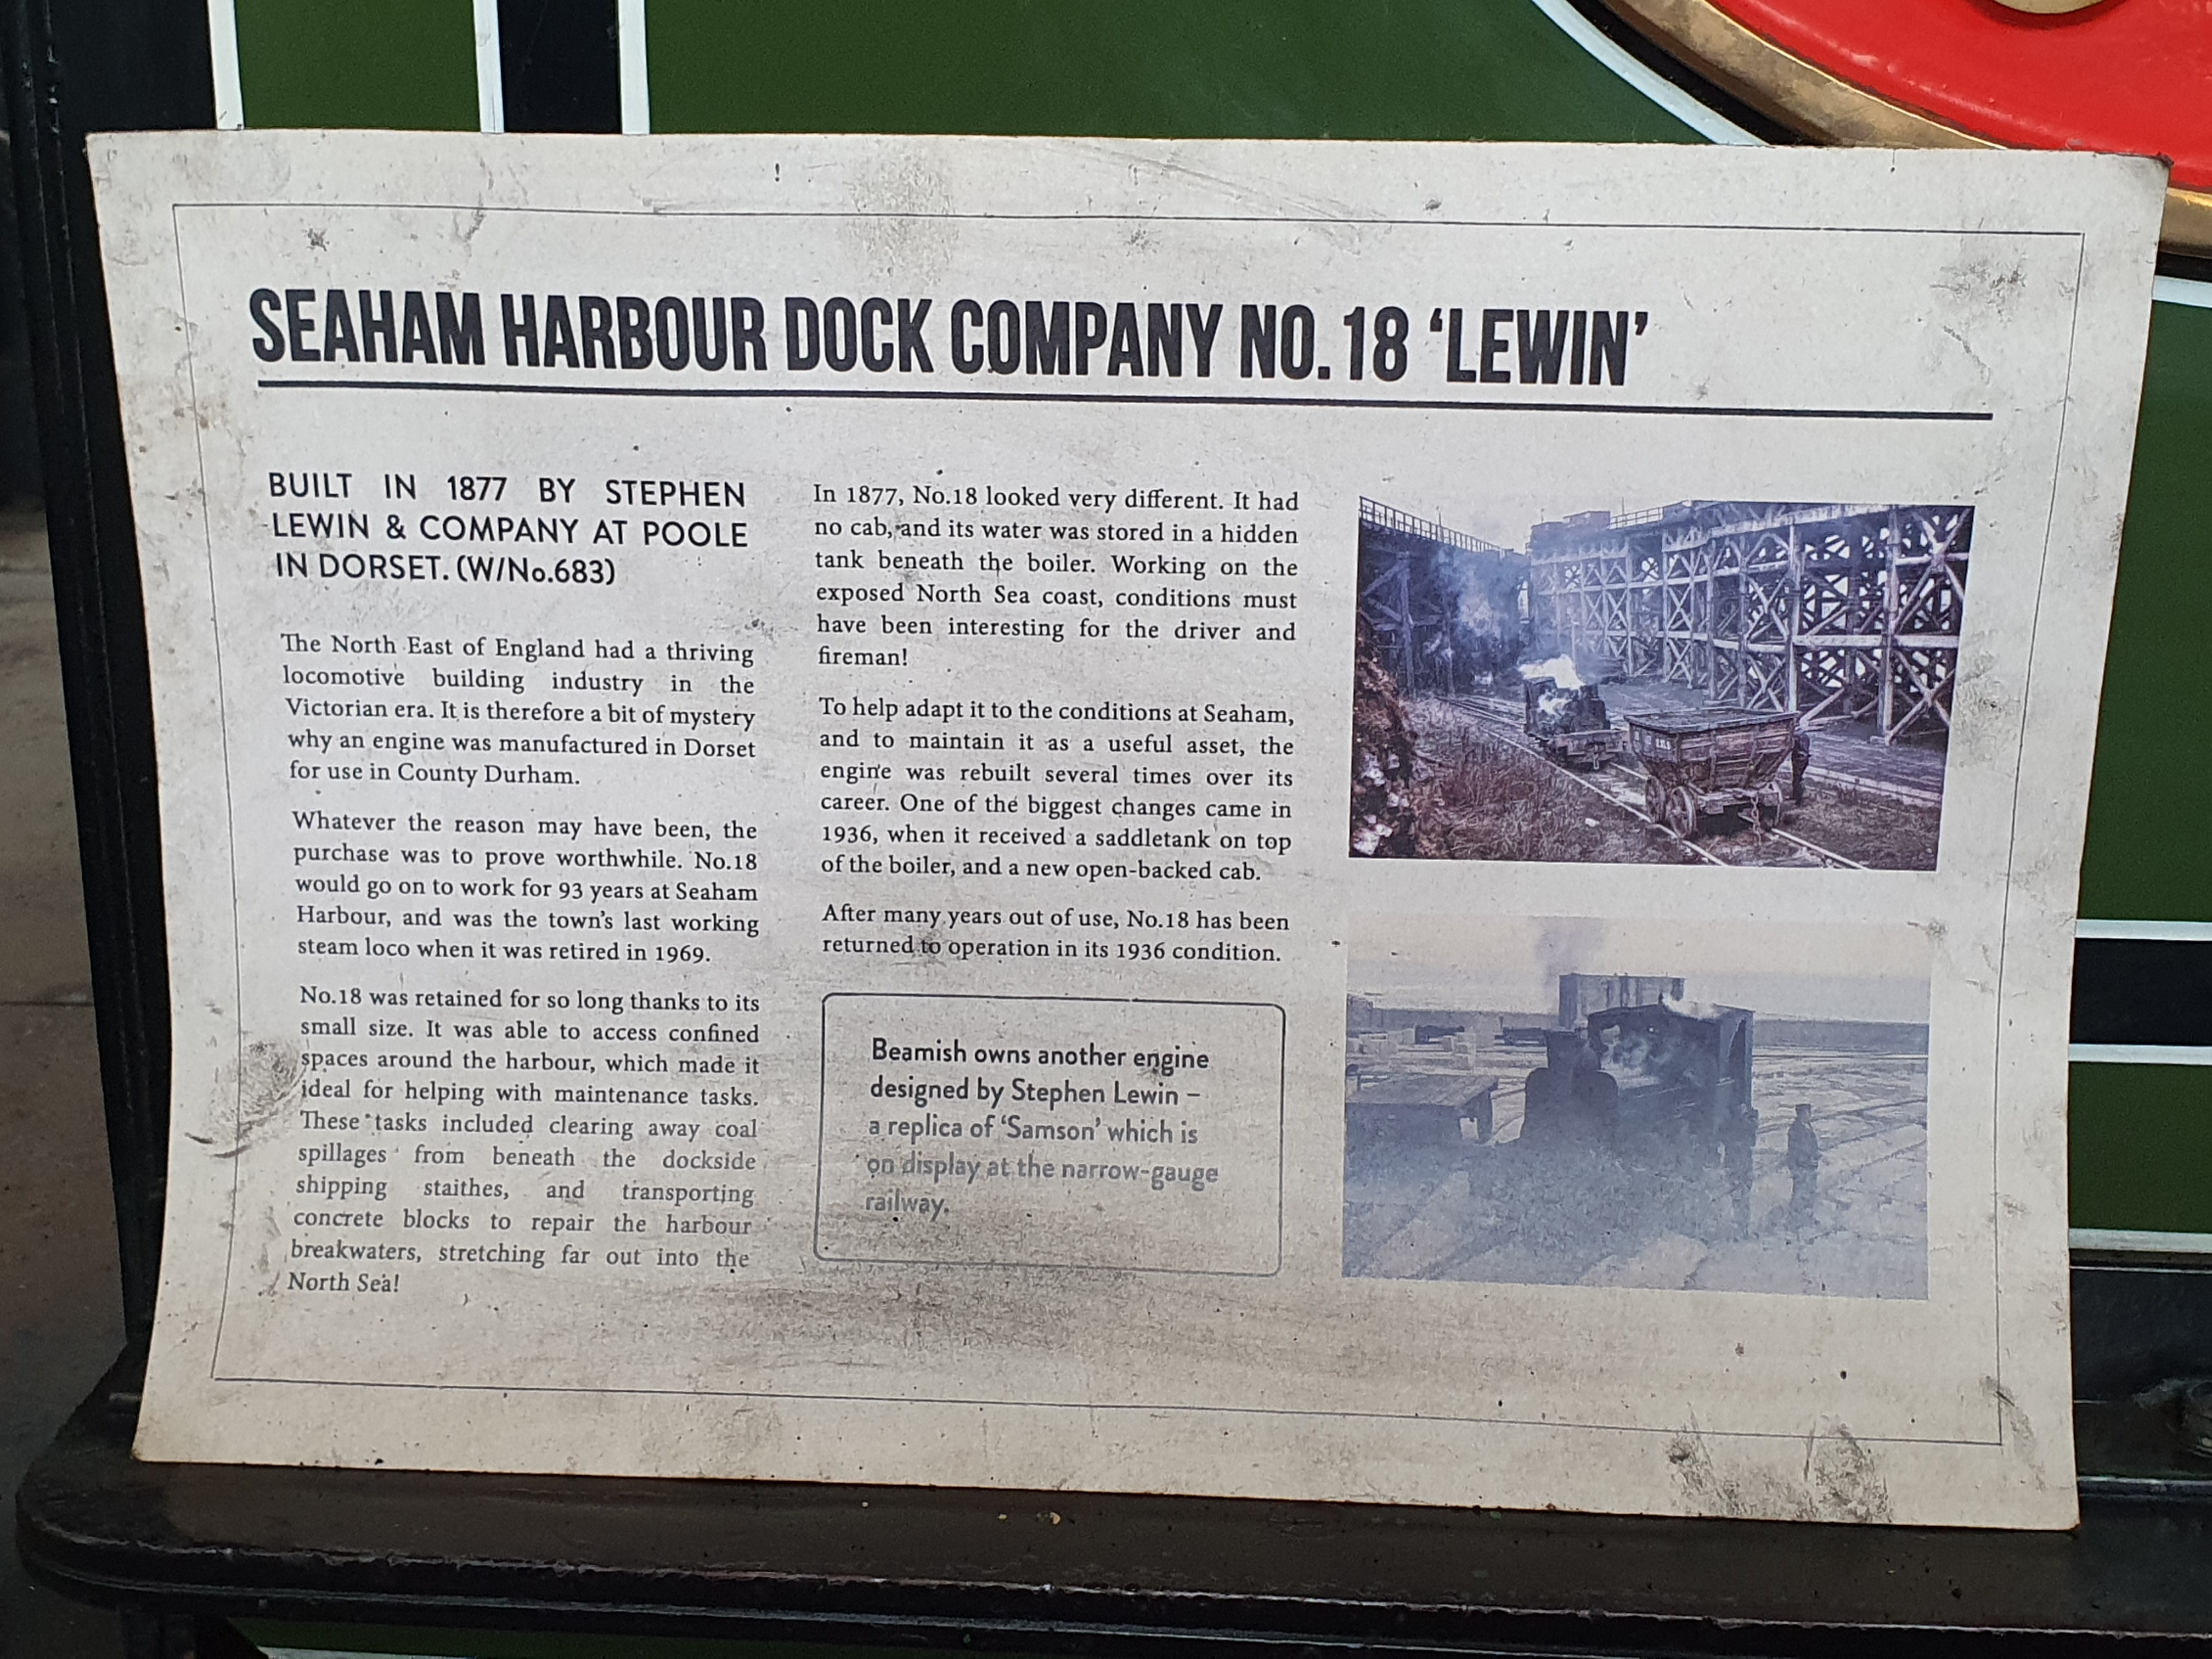 SEAHAM HARBOUR DOCK COMPANY NO. 18 ‘LEWIN’
BUILT IN 1877 BY STEPHEN
LEWIN & COMPANY AT POOLE
IN DORSET. (W/No.683)
The North East of England had a thriving
locomotive building industry in the
Victorian era. It is therefore a bit of mystery
why an engine was manufactured in Dorset
for use in County Durham.
Whatever the reason may have been, the
purchase was to prove worthwhile. No.18
would go on to work for 93 years at Seaham
Harbour, and was the town’s last working
steam loco when it was retired in 1969.
No.18 was retained for so long thanks to its
small size. It was able to access confined
spaces around the harbour, which made it
ideal for helping with maintenance tasks.
These tasks included clearing away coal
spillages from beneath the dockside
shipping staithes, and transporting
concrete blocks to repair the harbour
breakwaters, stretching far out into the
North Sea!
In 1877, No.18 looked very different. It had
no cab, and its water was stored in a hidden
tank beneath the boiler. Working on the
exposed North Sea coast, conditions must
have been interesting for the driver and
fireman!
To help adapt it to the conditions at Seaham,
and to maintain it as a useful asset, the
engine was rebuilt several times over its
career. One of the biggest changes came in
1936, when it received a saddletank on top
of the boiler, and a new open-backed cab.
After many years out of use, No.18 has been
returned to operation in its 1936 condition.
Beamish owns another engine
designed by Stephen Lewin –
a replica of ‘Samson’ which is
on display at the narrow-gauge
railway.